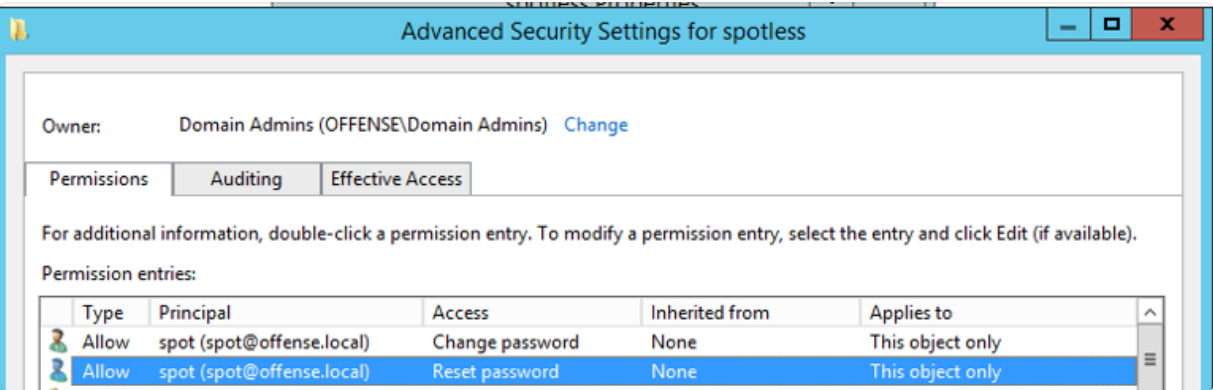 spotless Properties
Advanced Security Settings for spotless
Owner: Domain Admins (OFFENSE\Domain Admins) Change
Permissions Auditing Effective Access
For additional information, double-click a permission entry. To modify a permission entry, select the entry and click Edit (if available).
Permission entries:
Type Principal Access Inherited from Applies to
Allow spot (spot@offense.local) Change password None This object only
Allow spot (spot@offense.local) Reset password None This object only